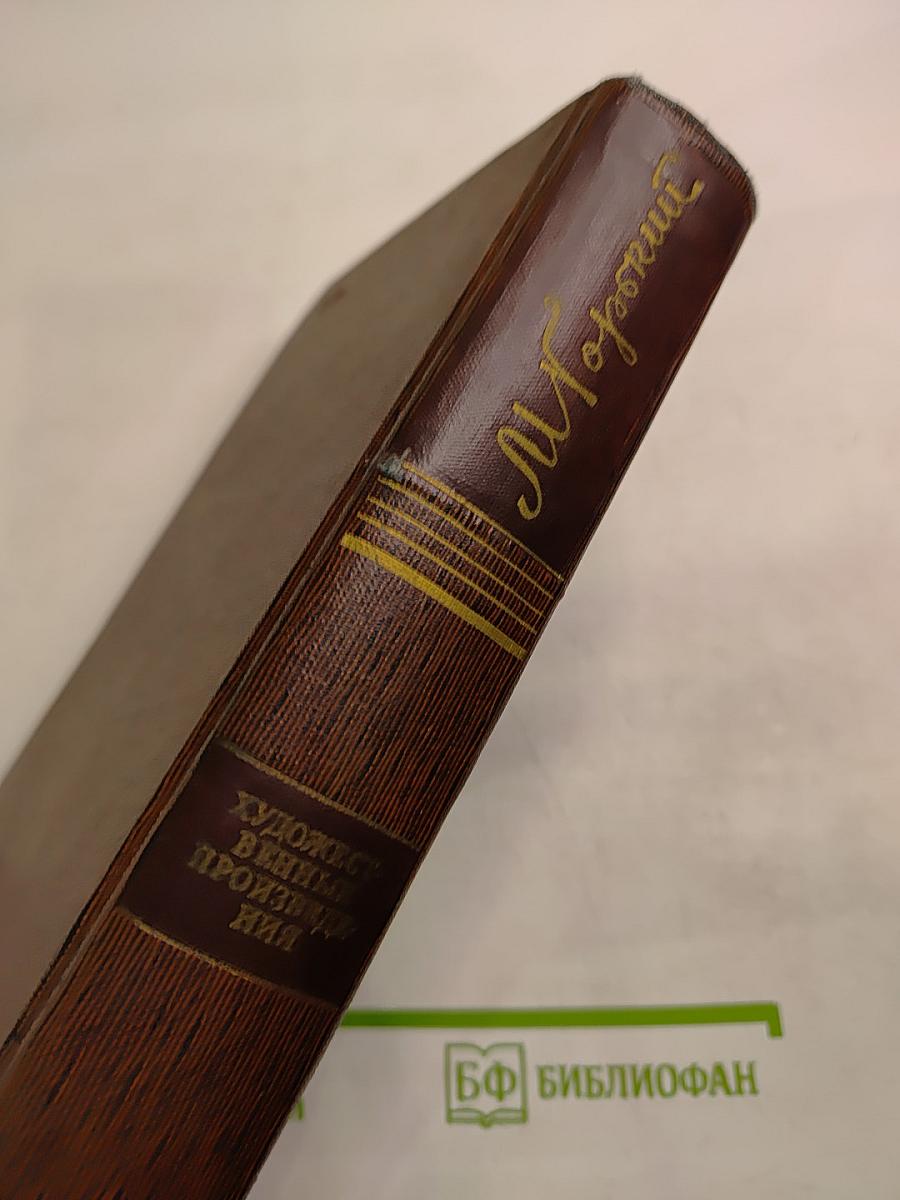 М Горький
ХУДОЖЕСТ-
ВЕННЫЕ
ПРОИЗВЕДЕ-
НИЯ
БФ БИБЛИОФАН